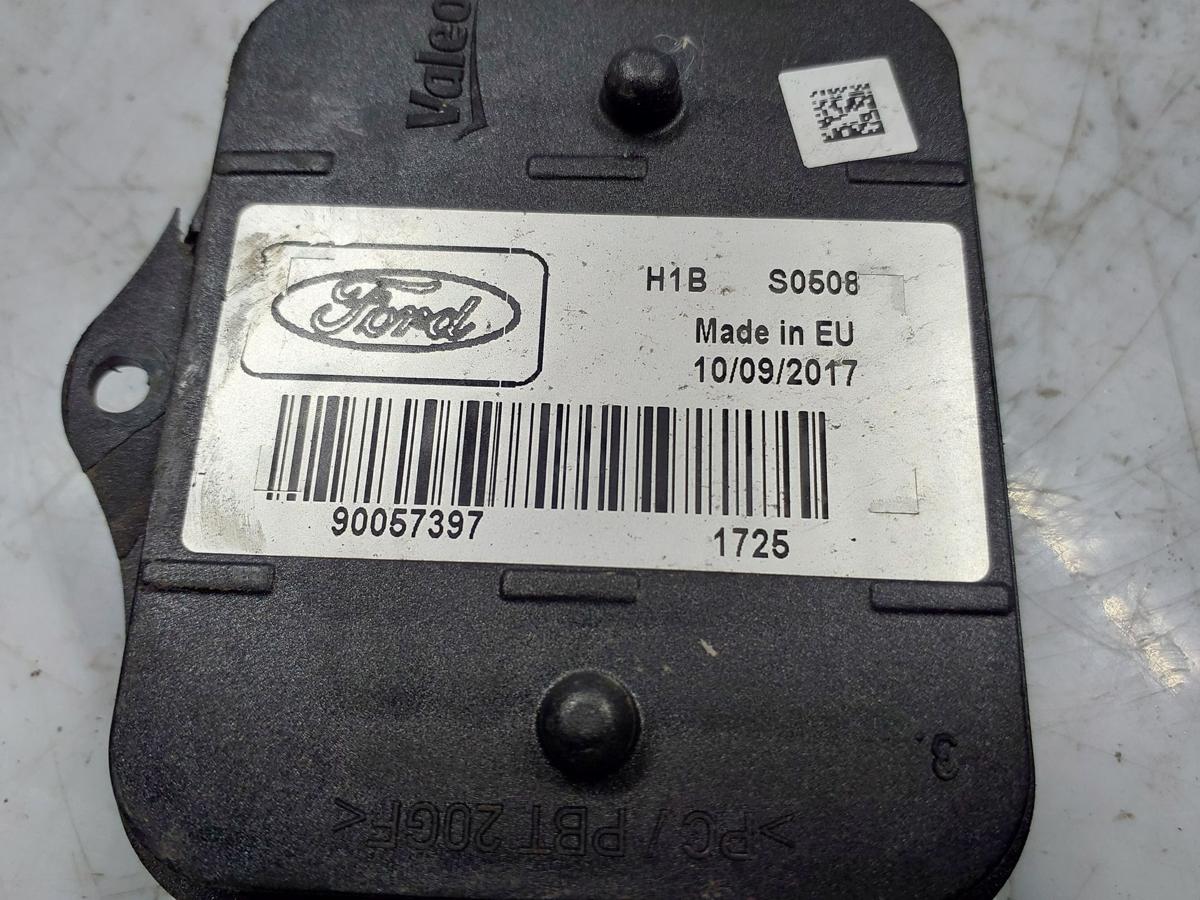 Valeo
Ford
H1B S0508
Made in EU
10/09/2017
90057397
1725
3
>PC / PBT 20GF<